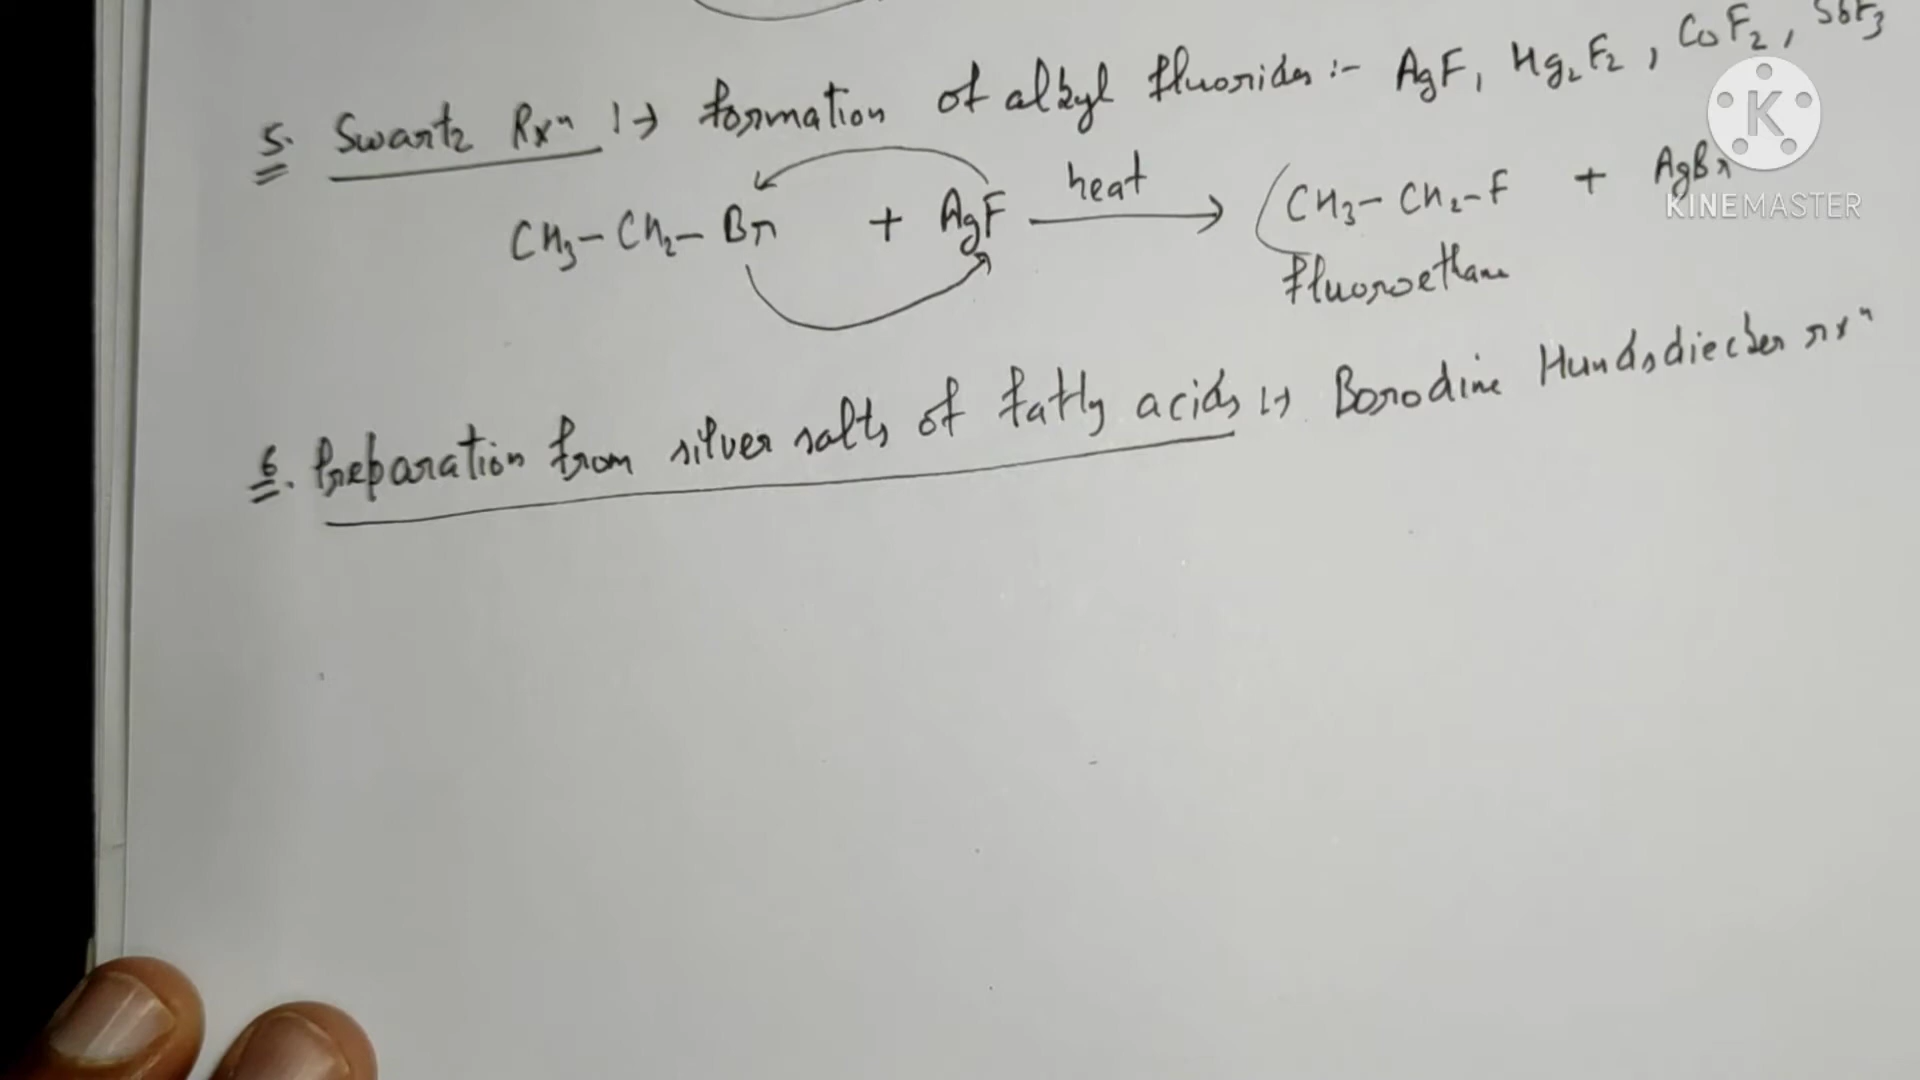 5. Swartz Rxⁿ :→ formation of alkyl fluorides :- AgF, Hg₂F₂, CoF₂, SbF₃
CH₃-CH₂-Br + AgF heat → CH₃-CH₂-F + AgBr
Fluoroethane
6. Preparation from silver salts of fatty acids :→ Borodine Hundsdiecker rxⁿ
K
KINEMASTER